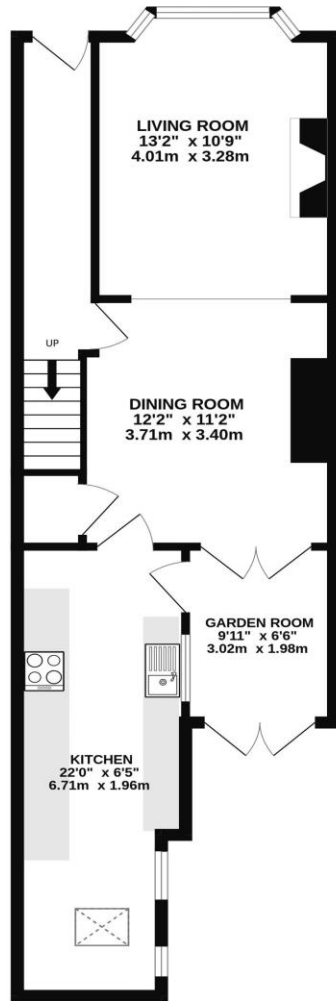 LIVING ROOM
13'2" x 10'9"
4.01m x 3.28m
UP
DINING ROOM
12'2" x 11'2"
3.71m x 3.40m
GARDEN ROOM
9'11" x 6'6"
3.02m x 1.98m
KITCHEN
22'0" x 6'5"
6.71m x 1.96m